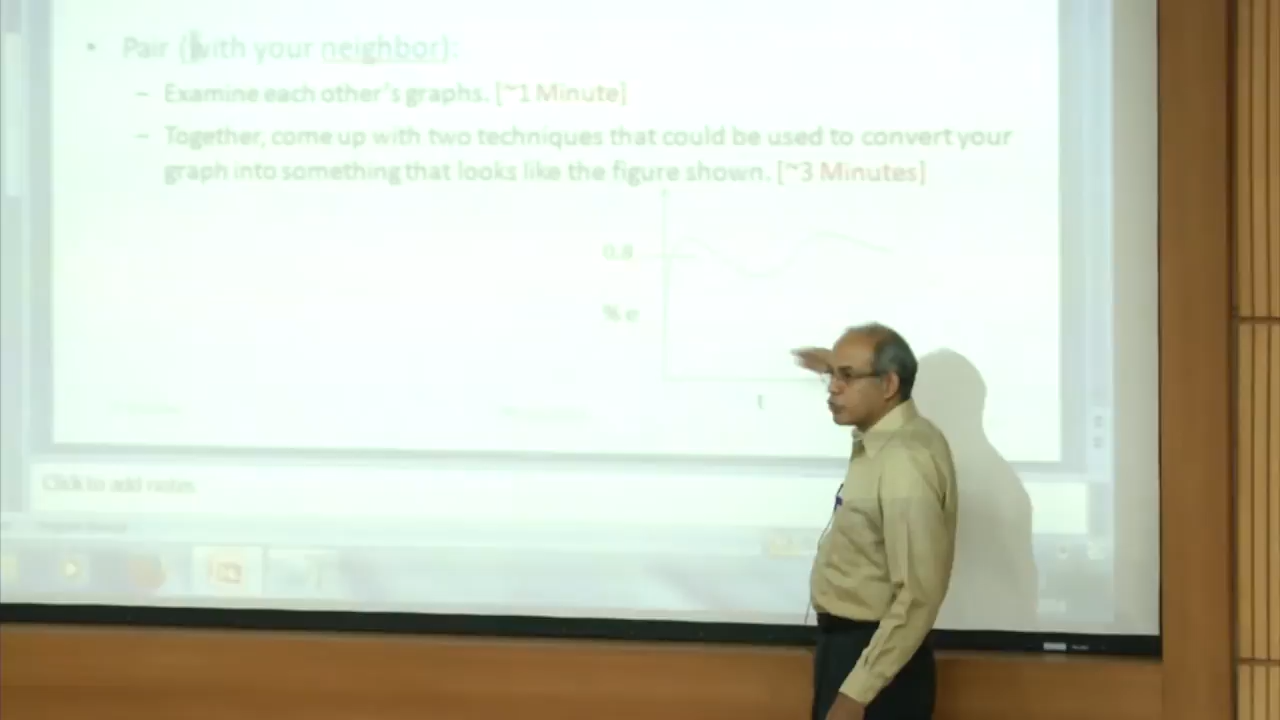 • Pair (with your neighbor):
– Examine each other's graphs. [~1 Minute]
– Together, come up with two techniques that could be used to convert your
graph into something that looks like the figure shown. [~3 Minutes]
0.8
% e
t
Click to add notes